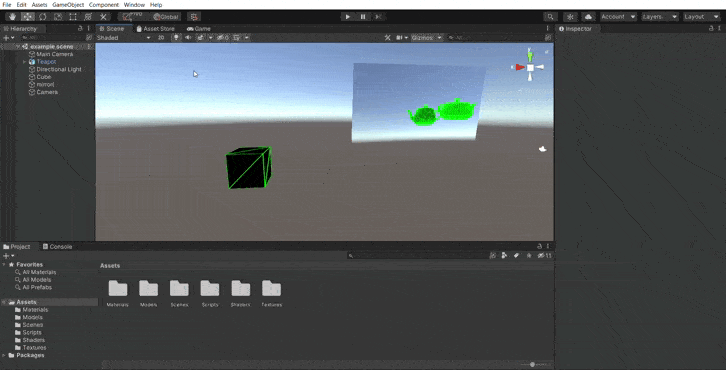 File Edit Assets GameObject Component Window Help
Global Account Layers Layout
Hierarchy Scene Asset Store Game Inspector
Shaded 2D Gizmos
All
example scene
Main Camera
Teapot
Directional Light
Cube
Camera
Project Console
Favorites
All Materials
All Models
All Prefabs
Assets
Materials
Models
Scenes
Scripts
Shaders
Textures
Packages
Assets
Materials Models Scenes Scripts Shaders Textures
11